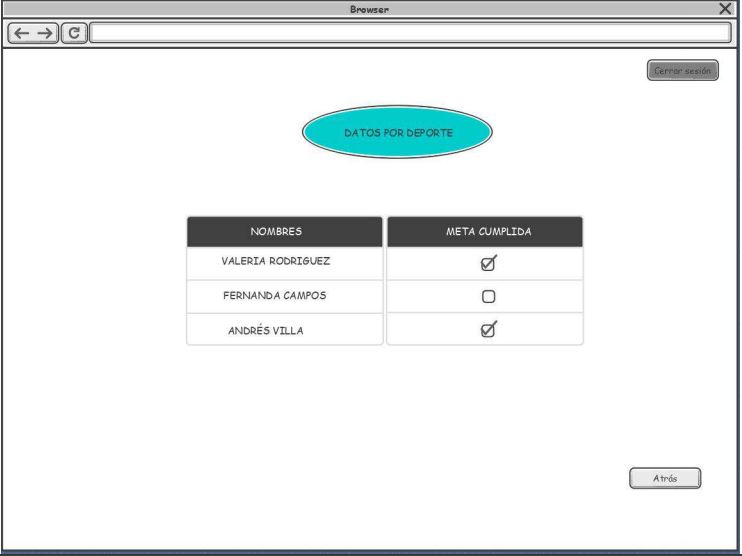 Browser
Cerrar sesión
DATOS POR DEPORTE
NOMBRES META CUMPLIDA
VALERIA RODRIGUEZ
FERNANDA CAMPOS
ANDRÉS VILLA
Atrás